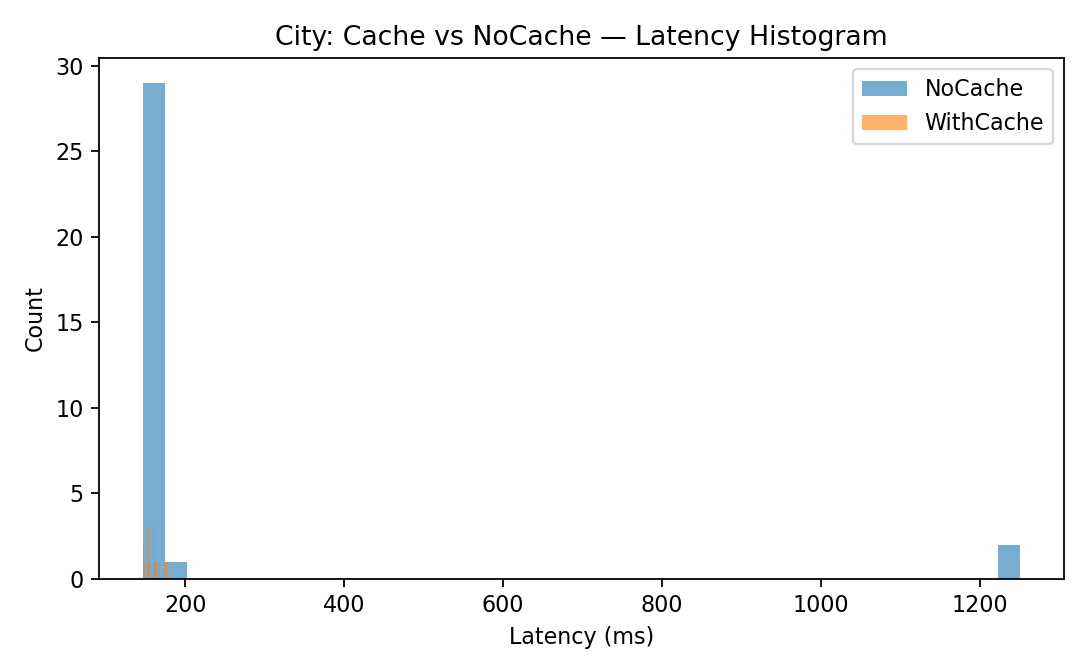 City: Cache vs NoCache — Latency Histogram
NoCache
WithCache
30
25
20
15
10
5
0
Count
200 400 600 800 1000 1200
Latency (ms)